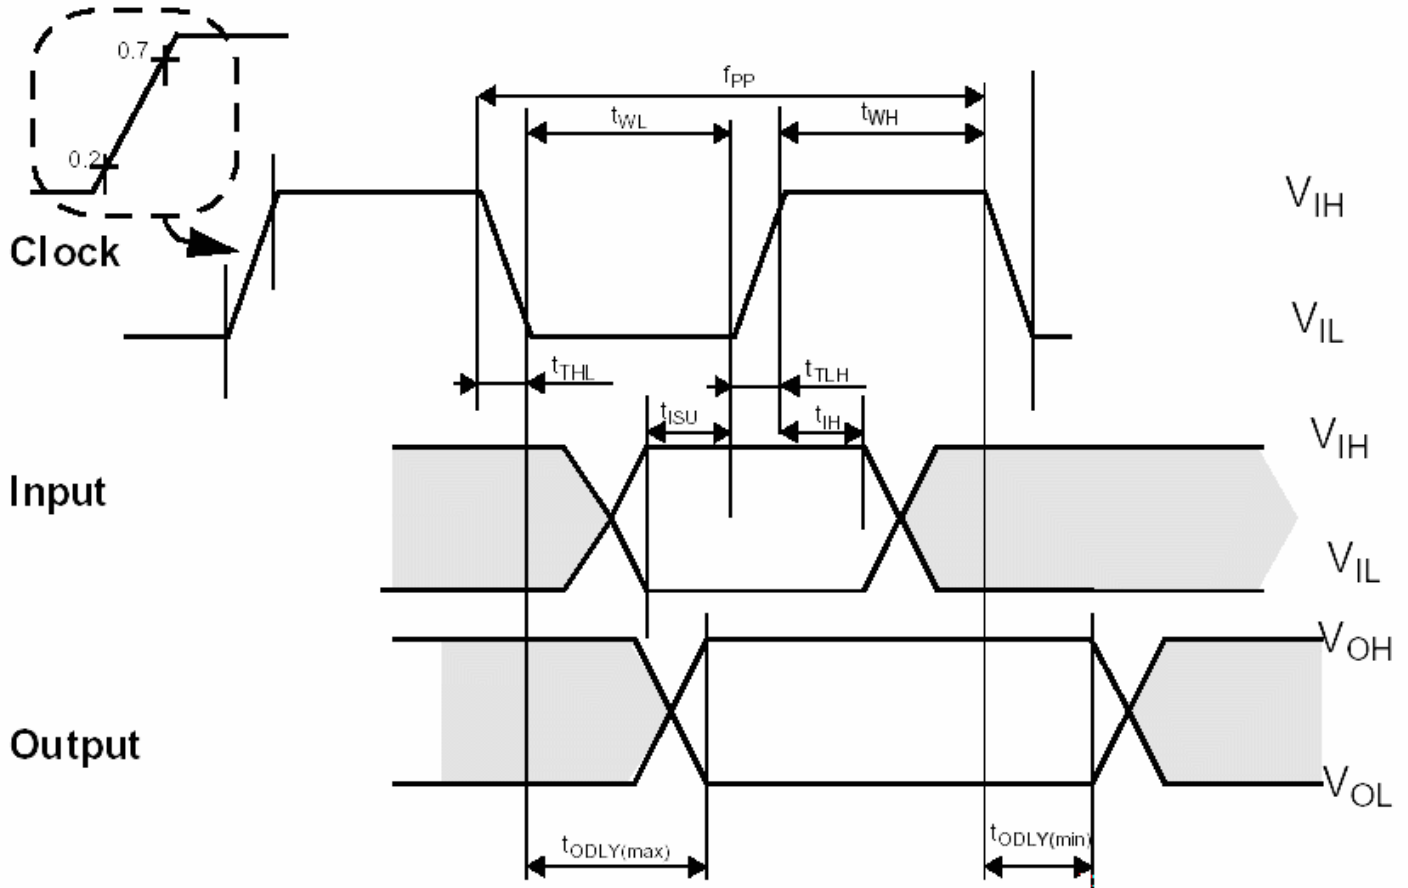 0.7
0.2
fPP
tWL
tWH
VIH
Clock
VIL
tTHL
tTLH
tISU
tIH
VIH
Input
VIL
VOH
Output
VOL
tODLY(max)
tODLY(min)